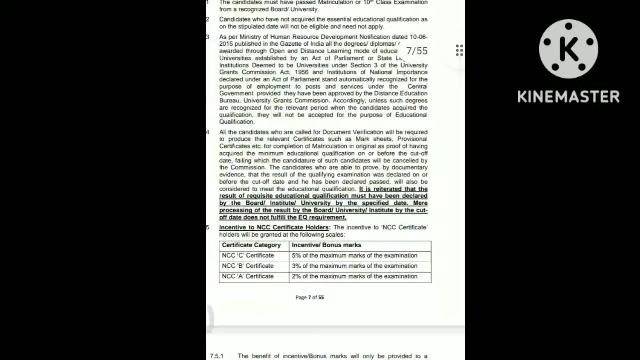 1 The candidates must have passed Matriculation or 10th Class Examination
from a recognized Board/ University.
2 Candidates who have not acquired the essential educational qualification as
on the stipulated date will not be eligible and need not apply.
3 As per Ministry of Human Resource Development Notification dated 10-06-
2015 published in the Gazette of India all the degrees/ diplomas/
awarded through Open and Distance Learning mode of educa
Universities established by an Act of Parliament or State
Institutions Deemed to be Universities under Section 3 of the University
Grants Commission Act, 1956 and Institutions of National Importance
declared under an Act of Parliament stand automatically recognized for the
purpose of employment to posts and services under the Central
Government provided they have been approved by the Distance Education
Bureau, University Grants Commission. Accordingly, unless such degrees
are recognized for the relevant period when the candidates acquired the
qualification, they will not be accepted for the purpose of Educational
Qualification.
7/55
4 All the candidates who are called for Document Verification will be required
to produce the relevant Certificates such as Mark sheets, Provisional
Certificates etc. for completion of Matriculation in original as proof of having
acquired the minimum educational qualification on or before the cut-off
date, failing which the candidature of such candidates will be cancelled by
the Commission. The candidates who are able to prove, by documentary
evidence, that the result of the qualifying examination was declared on or
before the cut-off date and he has been declared passed, will also be
considered to meet the educational qualification. It is reiterated that the
result of requisite educational qualification must have been declared
by the Board/ Institute/ University by the specified date. Mere
processing of the result by the Board/ University/ Institute by the cut-
off date does not fulfill the EQ requirement.
5 Incentive to NCC Certificate Holders: The incentive to 'NCC Certificate'
holders will be granted at the following scales:
Certificate Category Incentive/ Bonus marks
NCC 'C' Certificate 5% of the maximum marks of the examination
NCC 'B' Certificate 3% of the maximum marks of the examination
NCC 'A' Certificate 2% of the maximum marks of the examination
Page 7 of 55
7.5.1 The benefit of incentive/Bonus marks will only be provided to a
K
KINEMASTER